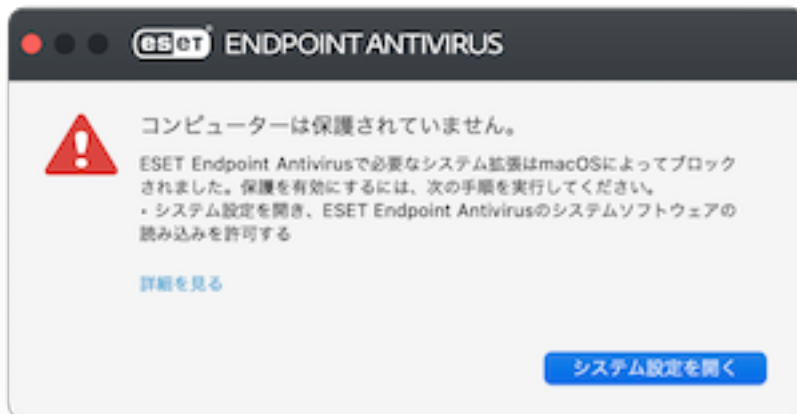 eset ENDPOINT ANTIVIRUS
コンピューターは保護されていません。
ESET Endpoint Antivirusで必要なシステム拡張はmacOSによってブロック
されました。保護を有効にするには、次の手順を実行してください。
・システム設定を開き、ESET Endpoint Antivirusのシステムソフトウェアの
読み込みを許可する
詳細を見る
システム設定を開く